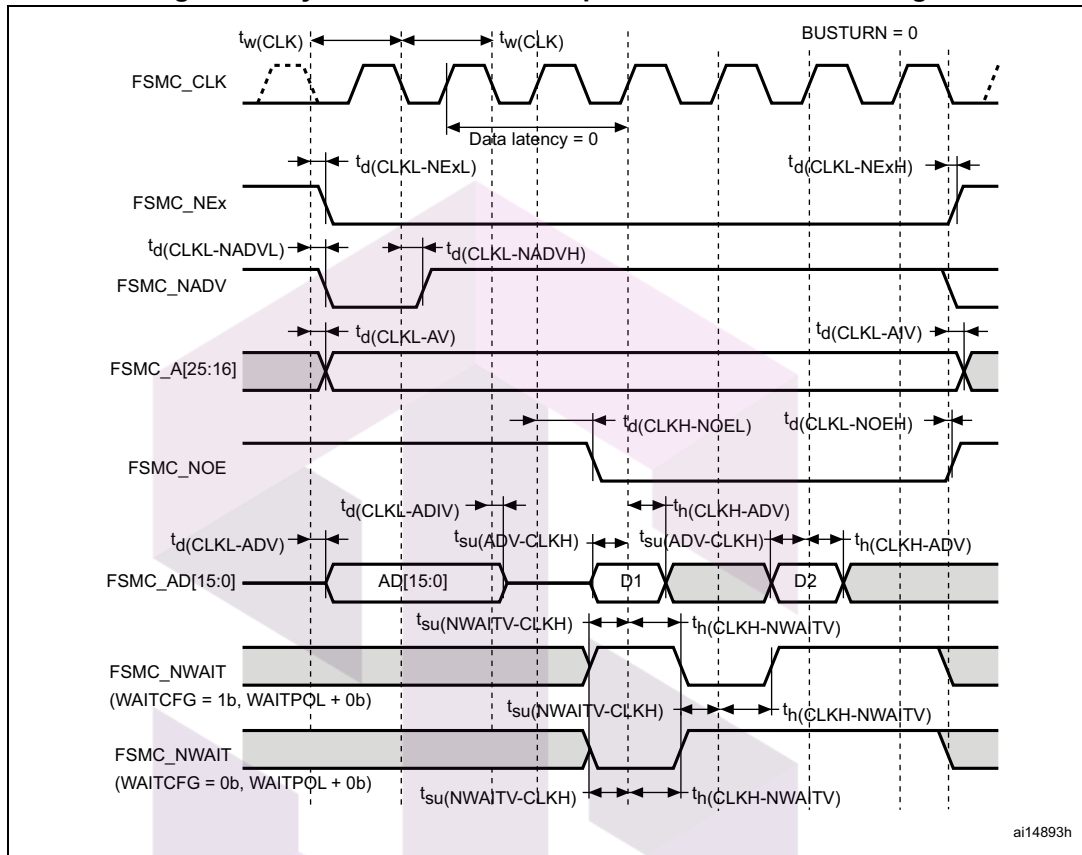 tw(CLK) tw(CLK) BUSTURN = 0
FSMC_CLK
Data latency = 0
td(CLKL-NExL) td(CLKL-NExH)
FSMC_NEx
td(CLKL-NADVL) td(CLKL-NADVH)
FSMC_NADV
td(CLKL-AV) td(CLKL-AIV)
FSMC_A[25:16]
td(CLKH-NOEL) td(CLKL-NOEH)
FSMC_NOE
td(CLKL-ADIV) th(CLKH-ADV)
td(CLKL-ADV) tsu(ADV-CLKH) tsu(ADV-CLKH) th(CLKH-ADV)
FSMC_AD[15:0] AD[15:0] D1 D2
tsu(NWAITV-CLKH) th(CLKH-NWAITV)
FSMC_NWAIT
(WAITCFG = 1b, WAITPOL + 0b)
tsu(NWAITV-CLKH) th(CLKH-NWAITV)
FSMC_NWAIT
(WAITCFG = 0b, WAITPOL + 0b)
tsu(NWAITV-CLKH) th(CLKH-NWAITV)
ai14893h